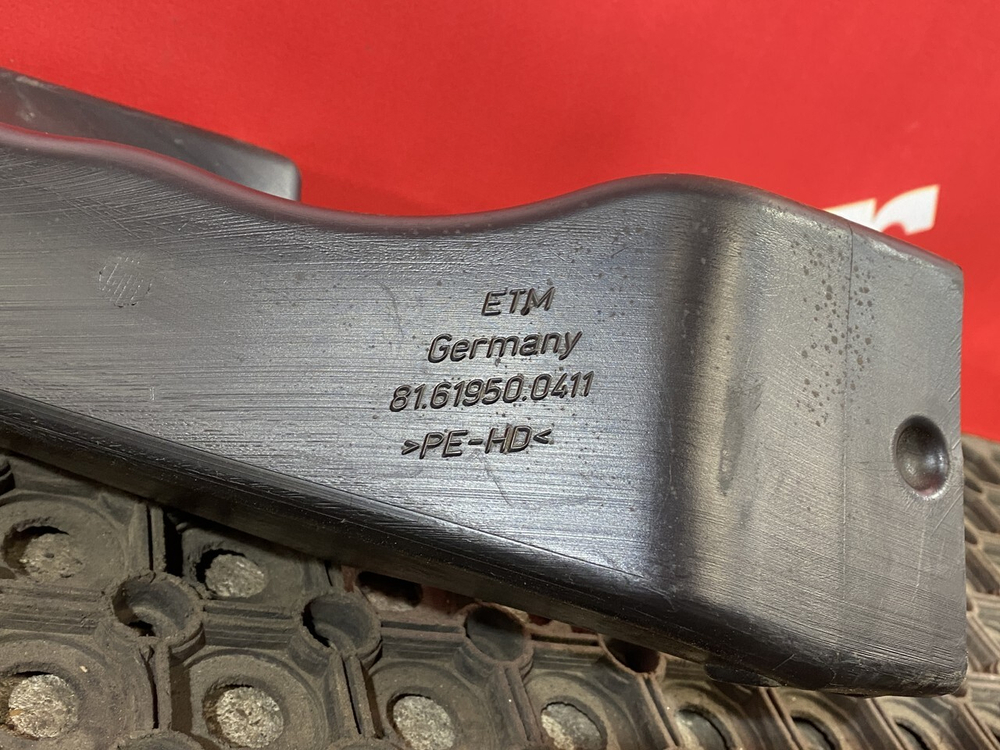 ETM
Germany
81.61950.0411
>PE-HD<